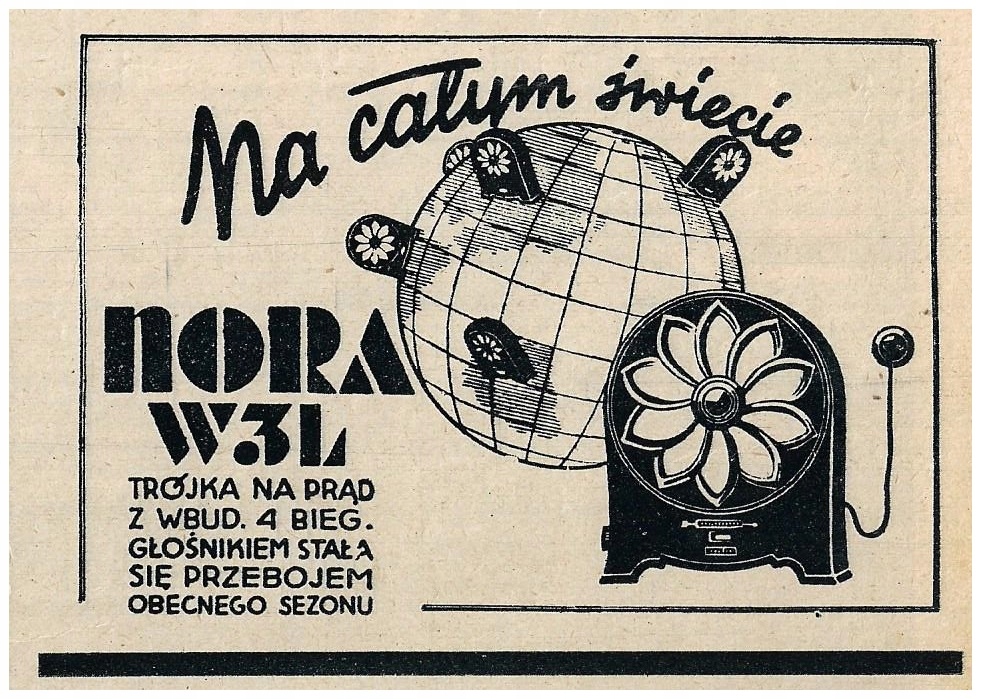 Na całym świecie
NORA
W3L
TRÓJKA NA PRĄD
Z WBUD. 4 BIEG.
GŁOŚNIKIEM STAŁA
SIĘ PRZEBOJEM
OBECNEGO SEZONU